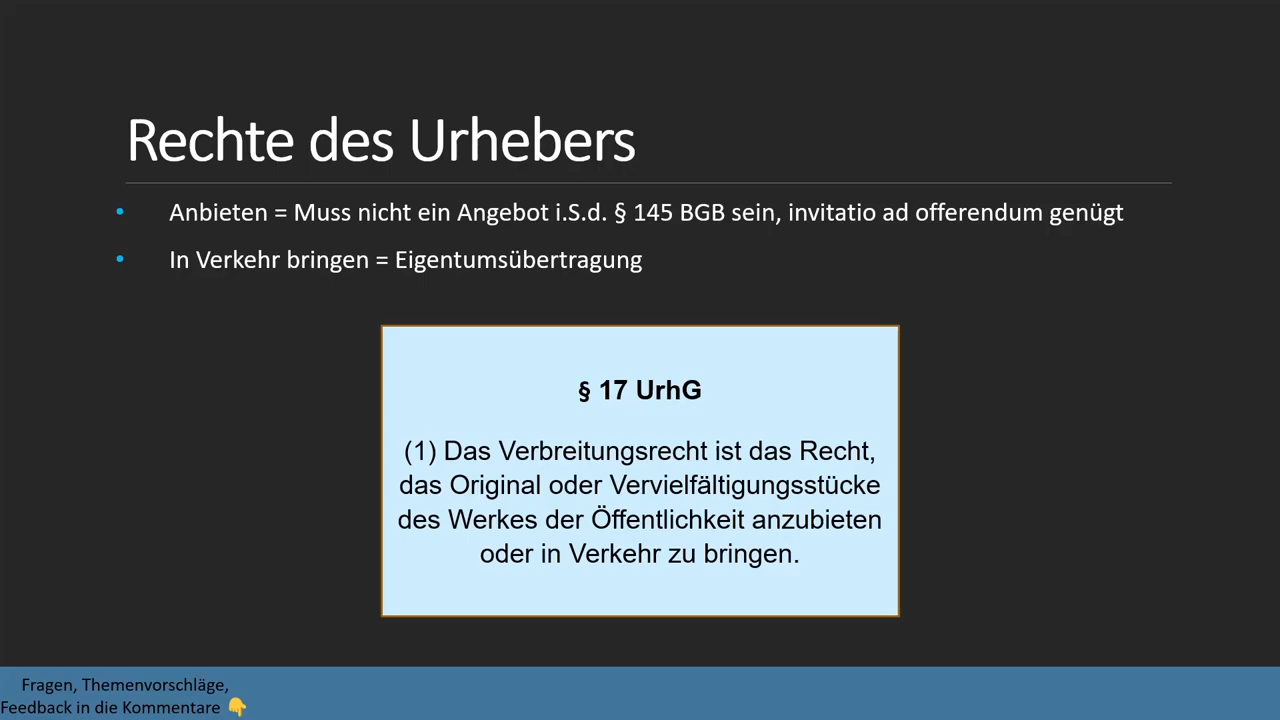 Rechte des Urhebers
• Anbieten = Muss nicht ein Angebot i.S.d. § 145 BGB sein, invitatio ad offerendum genügt
• In Verkehr bringen = Eigentumsübertragung
§ 17 UrhG
(1) Das Verbreitungsrecht ist das Recht,
das Original oder Vervielfältigungsstücke
des Werkes der Öffentlichkeit anzubieten
oder in Verkehr zu bringen.
Fragen, Themenvorschläge,
Feedback in die Kommentare 👇